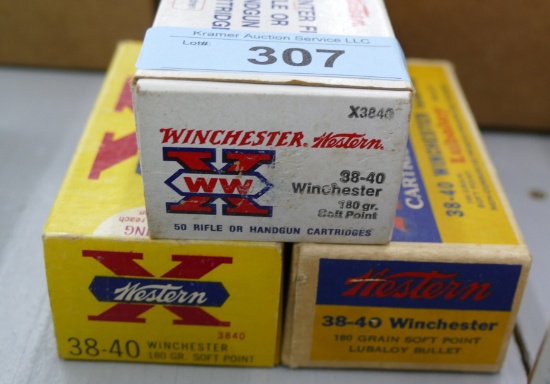 Kramer Auction Service LLC
Lot#: 307
X3840
WINCHESTER Western
X
WW
38-40
Winchester
180 gr.
Soft Point
50 RIFLE OR HANDGUN CARTRIDGES
X
Western
3840
38-40 WINCHESTER
180 GR. SOFT POINT
38-40 WINCHESTER
Lubaloy
Western
38-40 Winchester
180 GRAIN SOFT POINT
LUBALOY BULLET